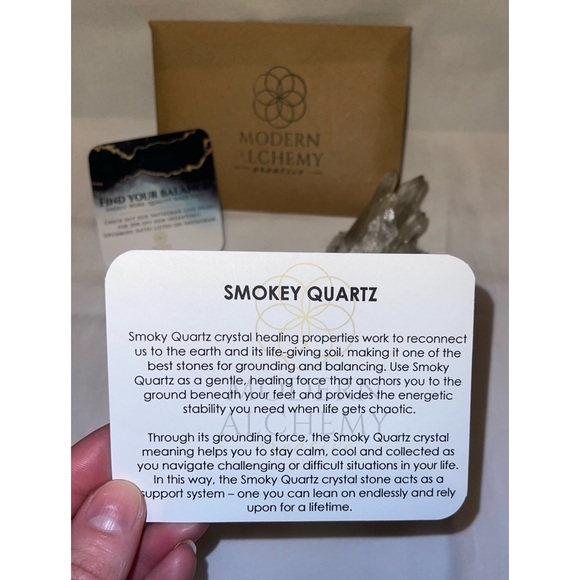 MODERN
ALCHEMY
creative
FIND YOUR BALANCE
SMOKEY QUARTZ
Smoky Quartz crystal healing properties work to reconnect
us to the earth and its life-giving soil, making it one of the
best stones for grounding and balancing. Use Smoky
Quartz as a gentle, healing force that anchors you to the
ground beneath your feet and provides the energetic
stability you need when life gets chaotic.
Through its grounding force, the Smoky Quartz crystal
meaning helps you to stay calm, cool and collected as
you navigate challenging or difficult situations in your life.
In this way, the Smoky Quartz crystal stone acts as a
support system – one you can lean on endlessly and rely
upon for a lifetime.
MODERN
ALCHEMY